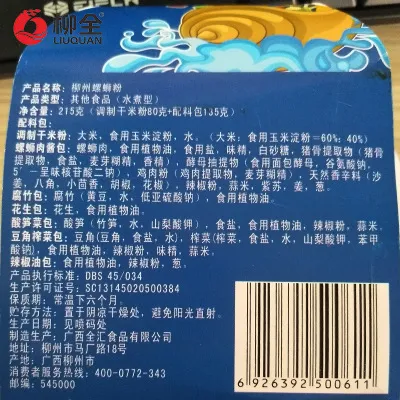 柳全
LIUQUAN
产品名称：柳州螺蛳粉
产品类型：其他食品（水煮型）
净含量：215克（调制干米粉80克+配料包135克）
配料包：
调制干米粉：大米，食用玉米淀粉，水。（大米：食用玉米淀粉=60%：40%）
螺蛳肉酱包：螺蛳肉，食用植物油，食盐，味精，白砂糖，猪骨提取物（猪骨
提取物，食盐，麦芽糊精，香精），酵母抽提物（食用面包酵母，谷氨酸钠，
5′－呈味核苷酸二钠），鸡肉粉（鸡肉提取物，麦芽糊精），天然香辛料（沙
姜，八角，小茴香，胡椒，花椒），辣椒粉，蒜米，紫苏，姜，葱。
腐竹包：腐竹（黄豆，水，低亚硫酸钠），食用植物油。
花生包：花生，食用植物油。
酸笋菜包：酸笋（竹笋，水，山梨酸钾），食盐，食用植物油，辣椒粉，蒜米。
豆角榨菜包：豆角(豆角，食盐，水)，榨菜(榨菜，食盐，水，山梨酸钾，苯甲
酸钠)，食用植物油，辣椒粉，味精，蒜米。
辣椒油包：食用植物油，辣椒粉，葱。
产品执行标准：DBS 45/034
生产许可证号：SC13145020500384
保质期：常温下六个月。
贮存方法：置于阴凉干燥处，避免阳光直射。
生产日期：见喷码处
制造生产：广西全汇食品有限公司
地址：柳州市马厂路18号
产地：广西柳州市
消费者服务热线：400-0772-343
邮编：545000
6 926392 500611